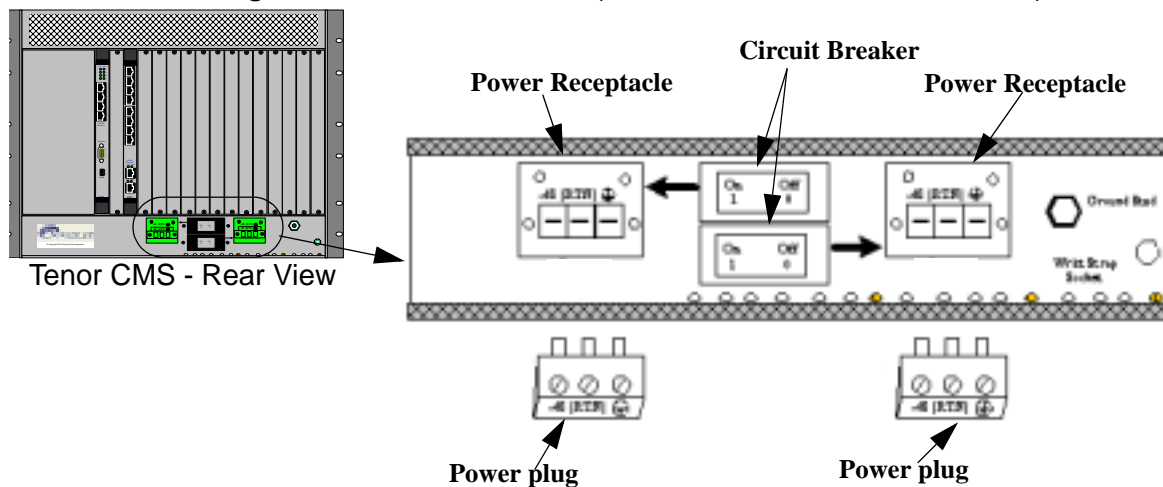 Circuit Breaker
Power Receptacle
Power Receptacle
On Off
1 0
-48 (RTN)
-48 (RTN)
Ground Stud
On Off
1 0
Wrist Strap
Socket
Tenor CMS - Rear View
-48 (RTN)
-48 (RTN)
Power plug
Power plug